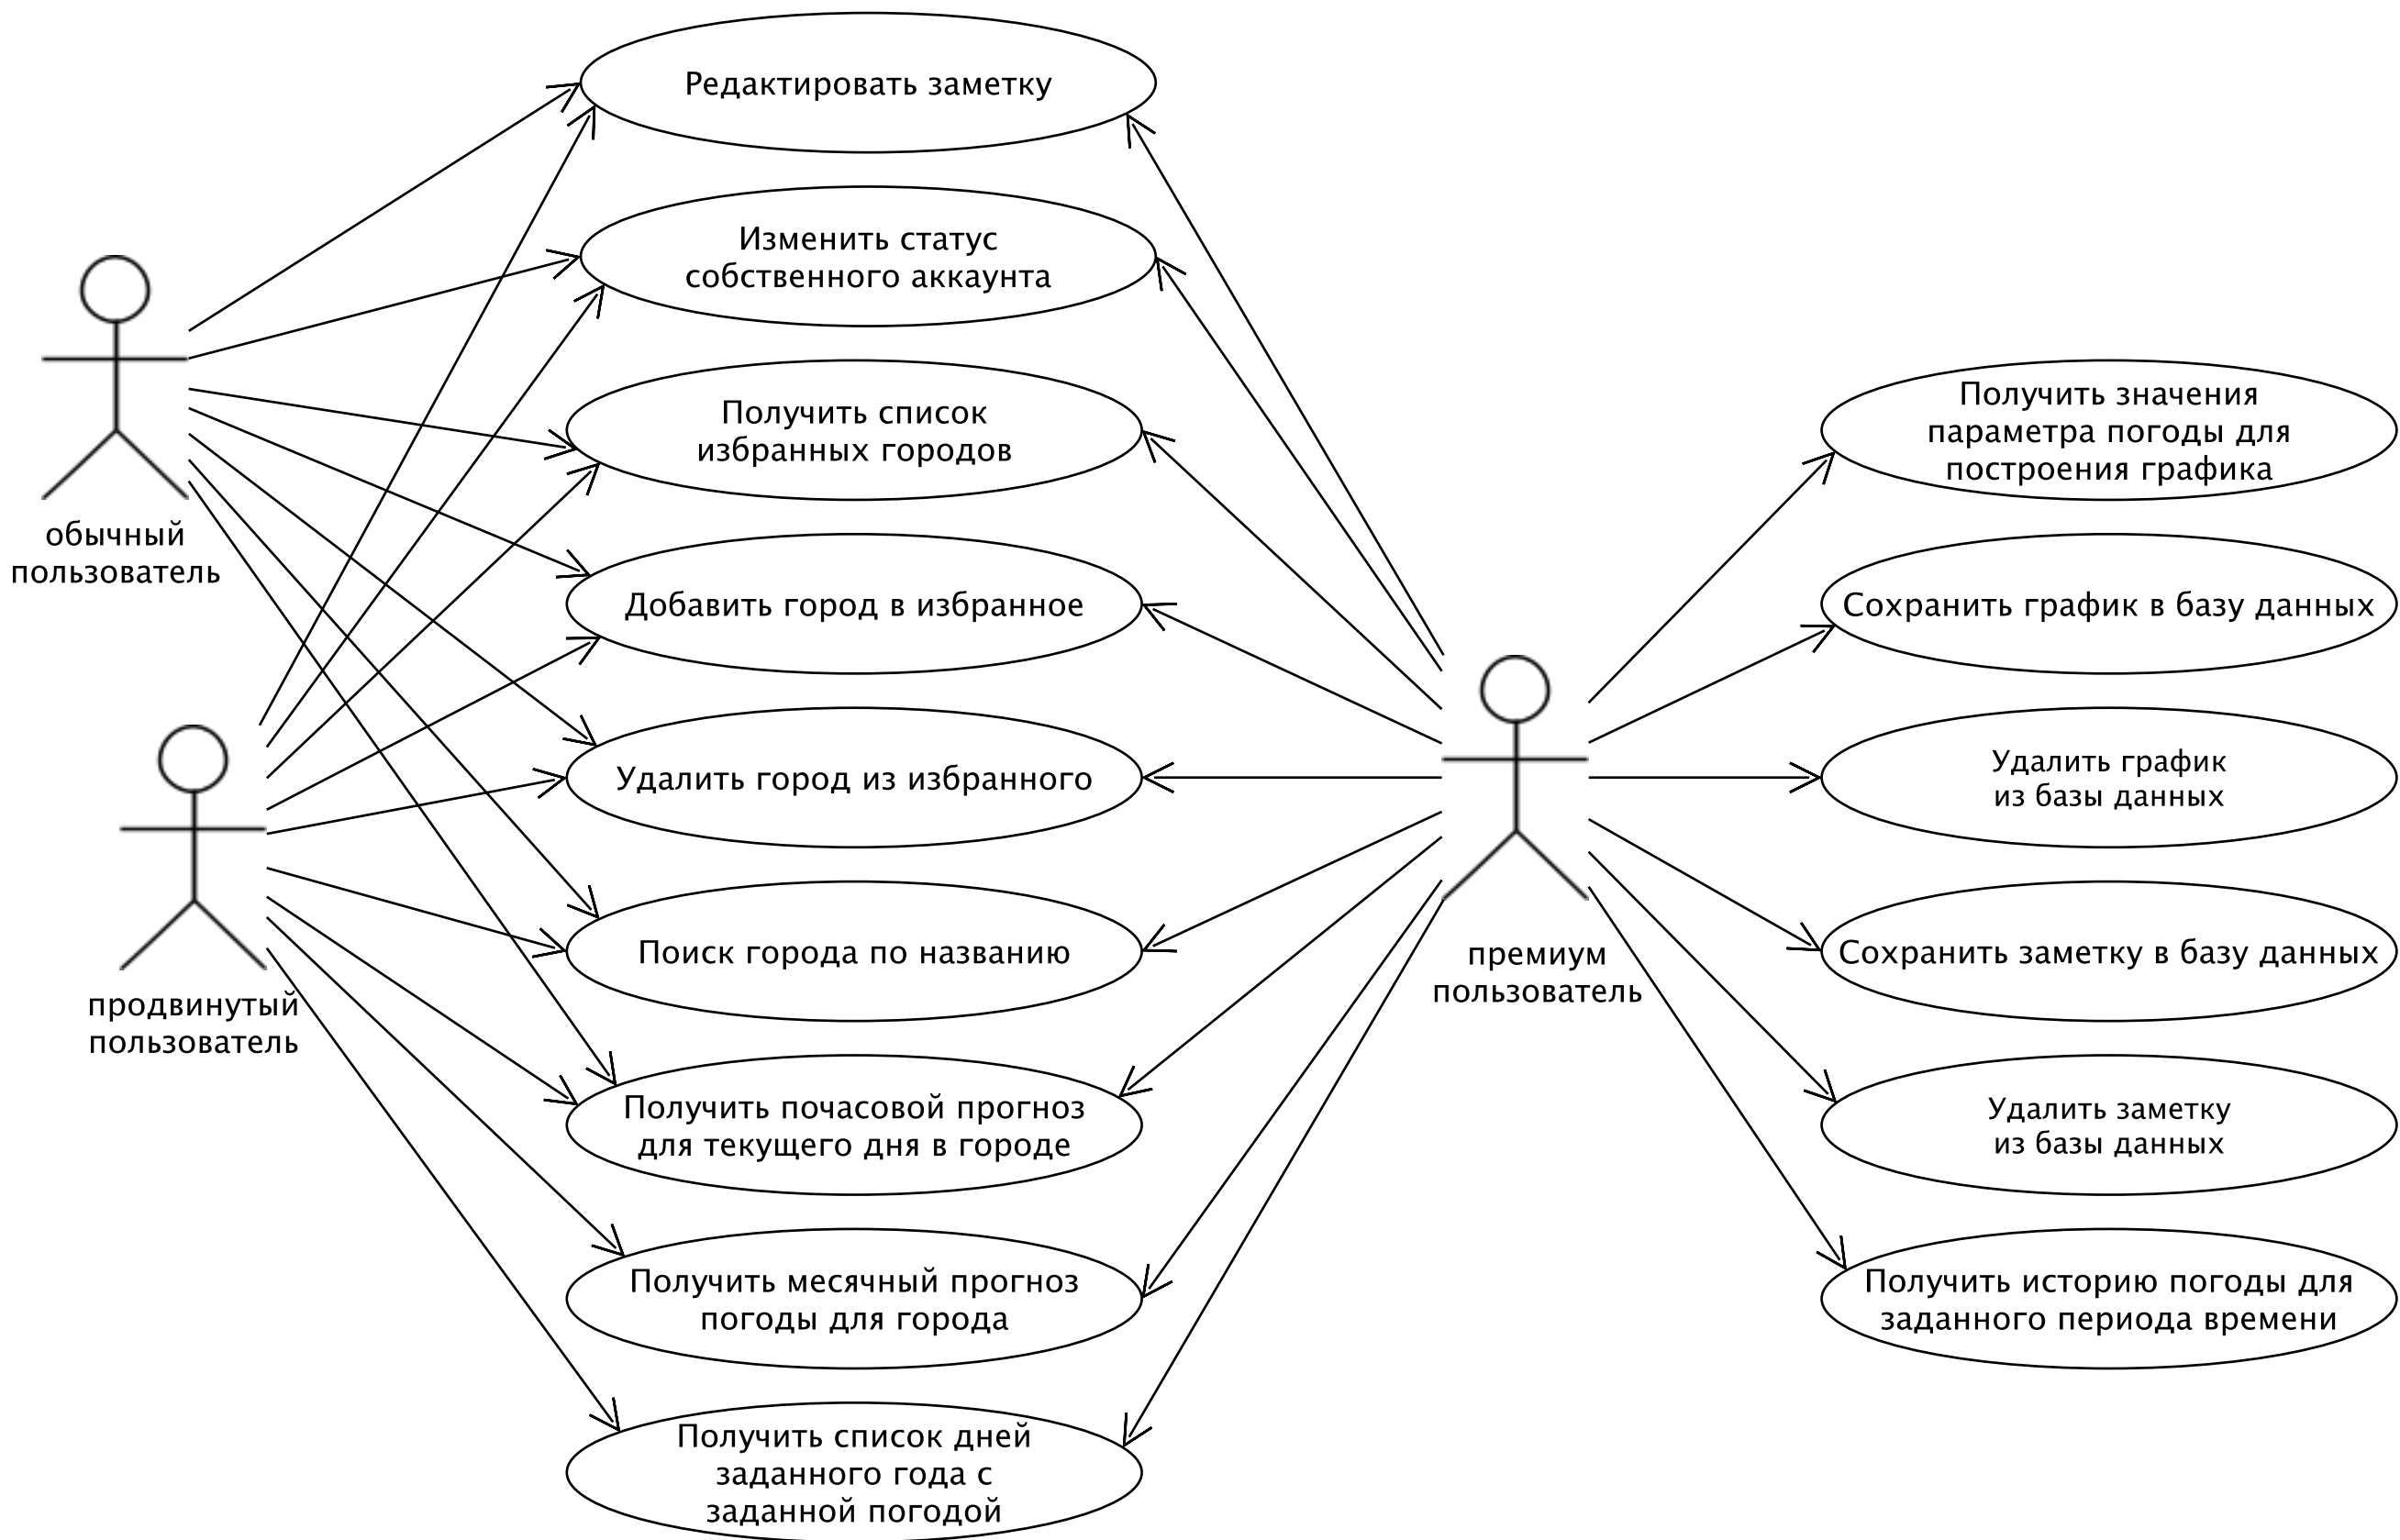 Редактировать заметку
Изменить статус
собственного аккаунта
Получить список
избранных городов
Добавить город в избранное
Удалить город из избранного
Поиск города по названию
Получить почасовой прогноз
для текущего дня в городе
Получить месячный прогноз
погоды для города
Получить список дней
заданного года с
заданной погодой
обычный
пользователь
продвинутый
пользователь
премиум
пользователь
Получить значения
параметра погоды для
построения графика
Сохранить график в базу данных
Удалить график
из базы данных
Сохранить заметку в базу данных
Удалить заметку
из базы данных
Получить историю погоды для
заданного периода времени